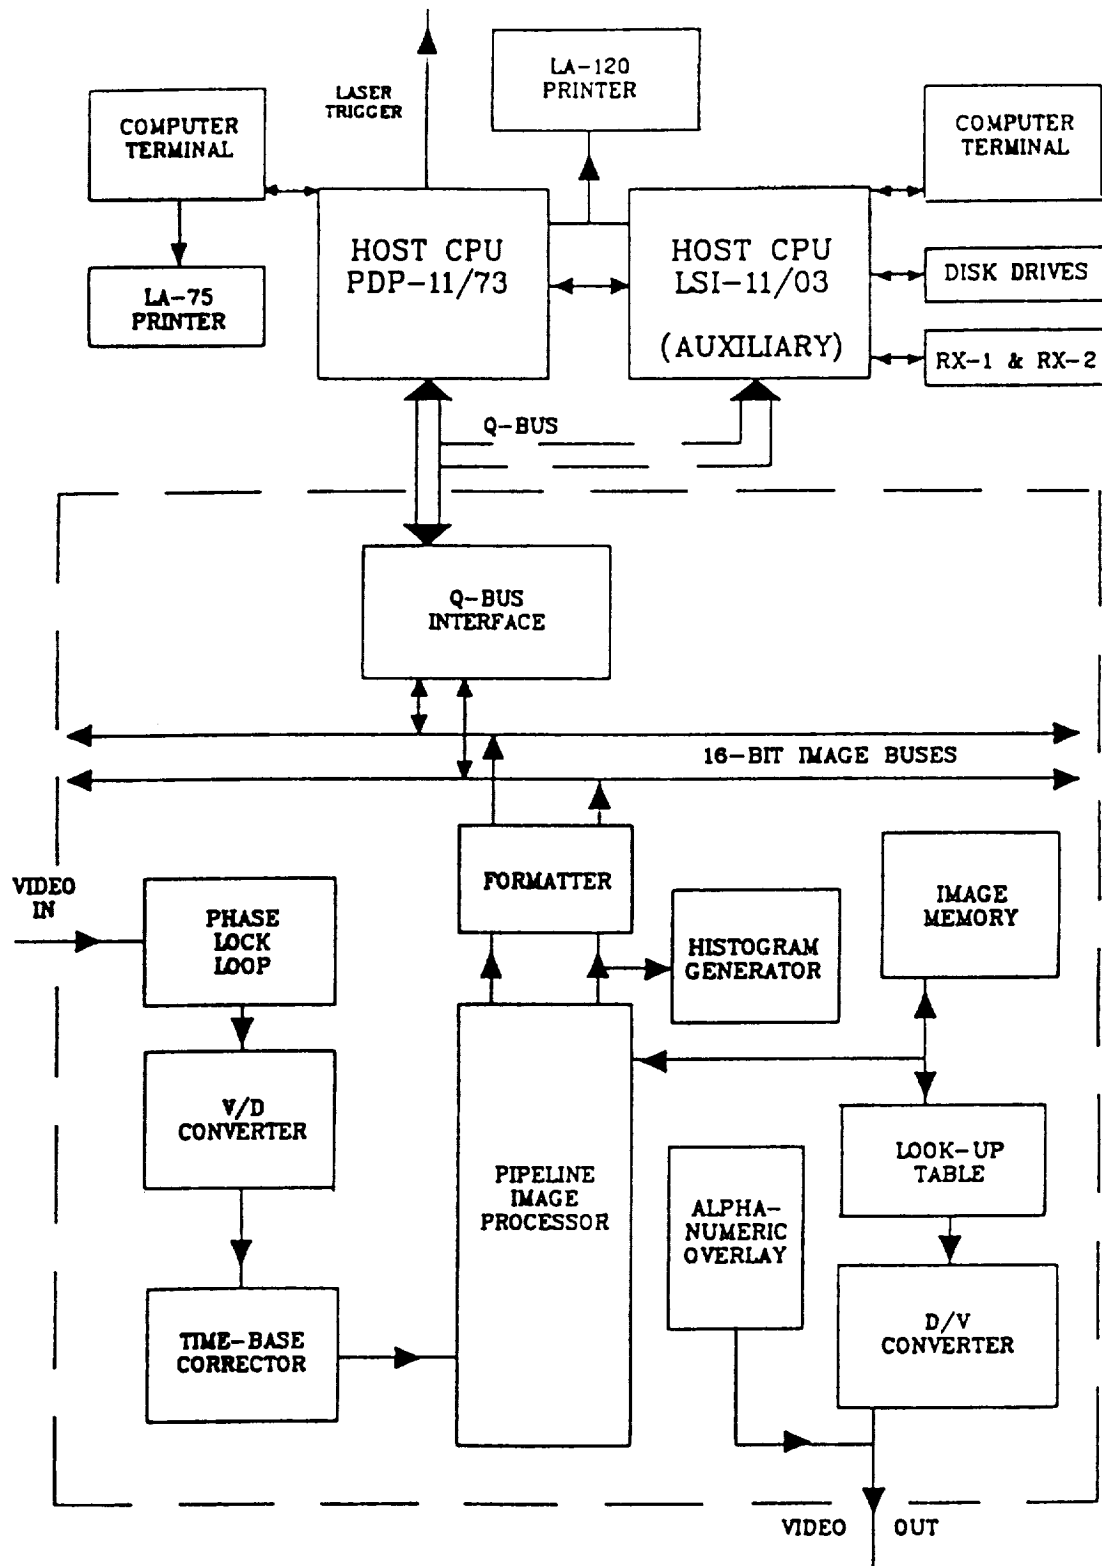 LASER
TRIGGER
LA-120
PRINTER
COMPUTER
TERMINAL
COMPUTER
TERMINAL
LA-75
PRINTER
HOST CPU
PDP-11/73
HOST CPU
LSI-11/03
(AUXILIARY)
DISK DRIVES
RX-1 & RX-2
Q-BUS
Q-BUS
INTERFACE
16-BIT IMAGE BUSES
VIDEO
IN
PHASE
LOCK
LOOP
FORMATTER
HISTOGRAM
GENERATOR
IMAGE
MEMORY
V/D
CONVERTER
PIPELINE
IMAGE
PROCESSOR
LOOK-UP
TABLE
ALPHA-
NUMERIC
OVERLAY
TIME-BASE
CORRECTOR
D/V
CONVERTER
VIDEO OUT